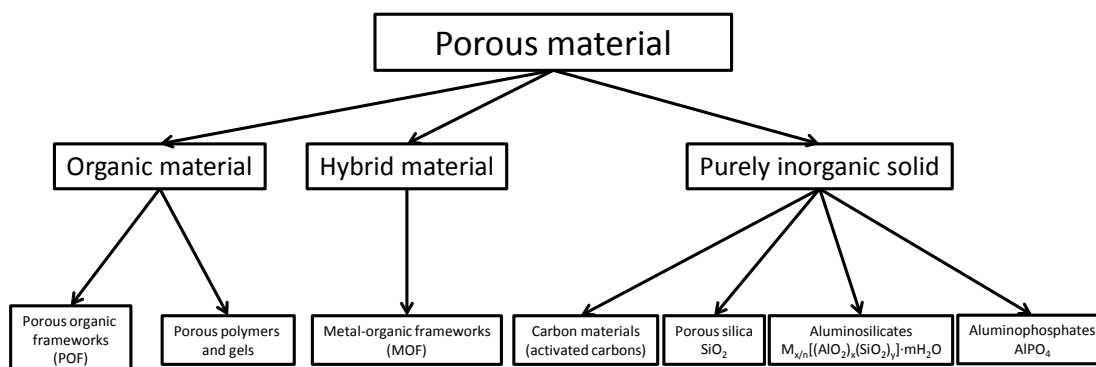 Porous material
Organic material
Hybrid material
Purely inorganic solid
Porous organic
frameworks
(POF)
Porous polymers
and gels
Metal-organic frameworks
(MOF)
Carbon materials
(activated carbons)
Porous silica
SiO₂
Aluminosilicates
Mₓ/ₙ[(AlO₂)ₓ(SiO₂)ᵧ]·mH₂O
Aluminophosphates
AlPO₄